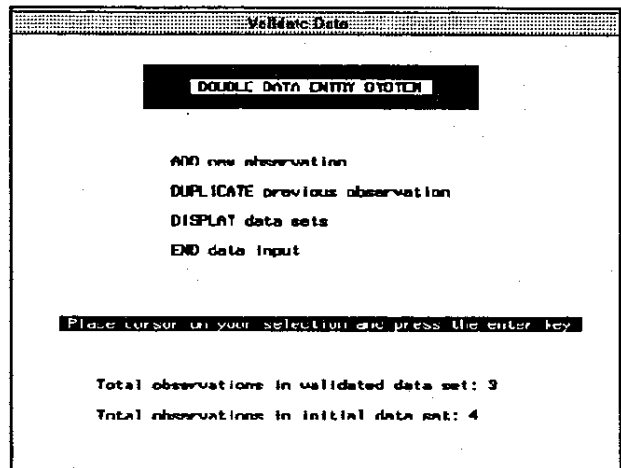 Validate Data
DOUBLE DATA ENTRY SYSTEM
ADD new observation
DUPLICATE previous observation
DISPLAY data sets
END data input
Place cursor on your selection and press the enter key
Total observations in validated data set: 3
Total observations in initial data set: 4